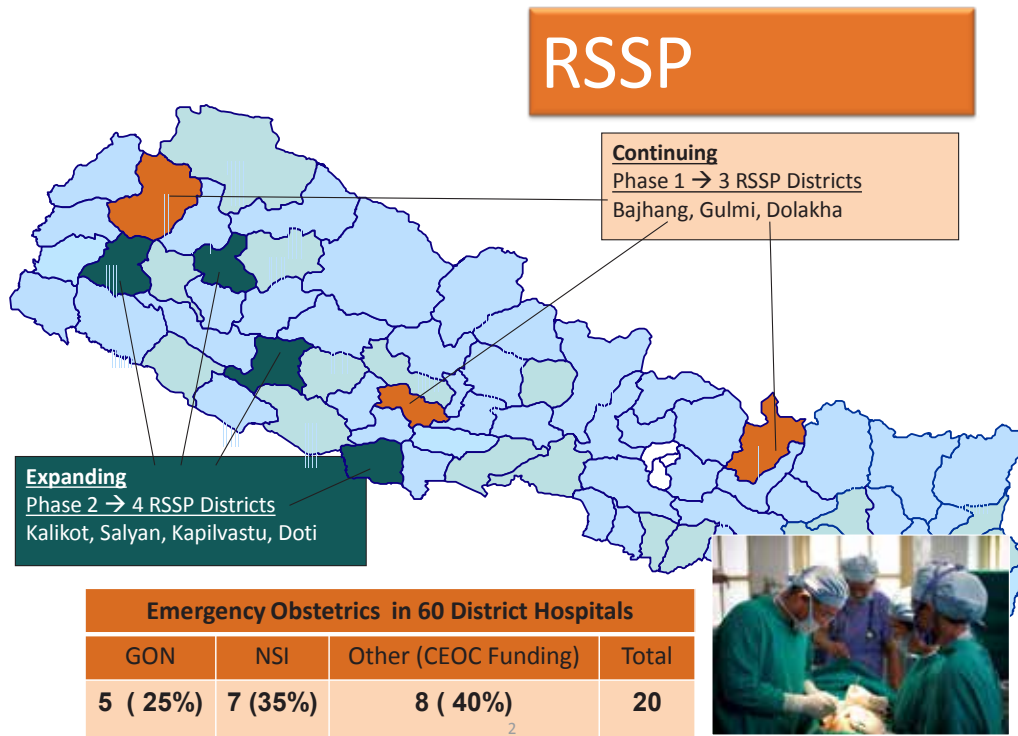 RSSP
Continuing
Phase 1 → 3 RSSP Districts
Bajhang, Gulmi, Dolakha
Expanding
Phase 2 → 4 RSSP Districts
Kalikot, Salyan, Kapilvastu, Doti
Emergency Obstetrics in 60 District Hospitals
GON NSI Other (CEOC Funding) Total
5 ( 25%) 7 (35%) 8 ( 40%) 20
2